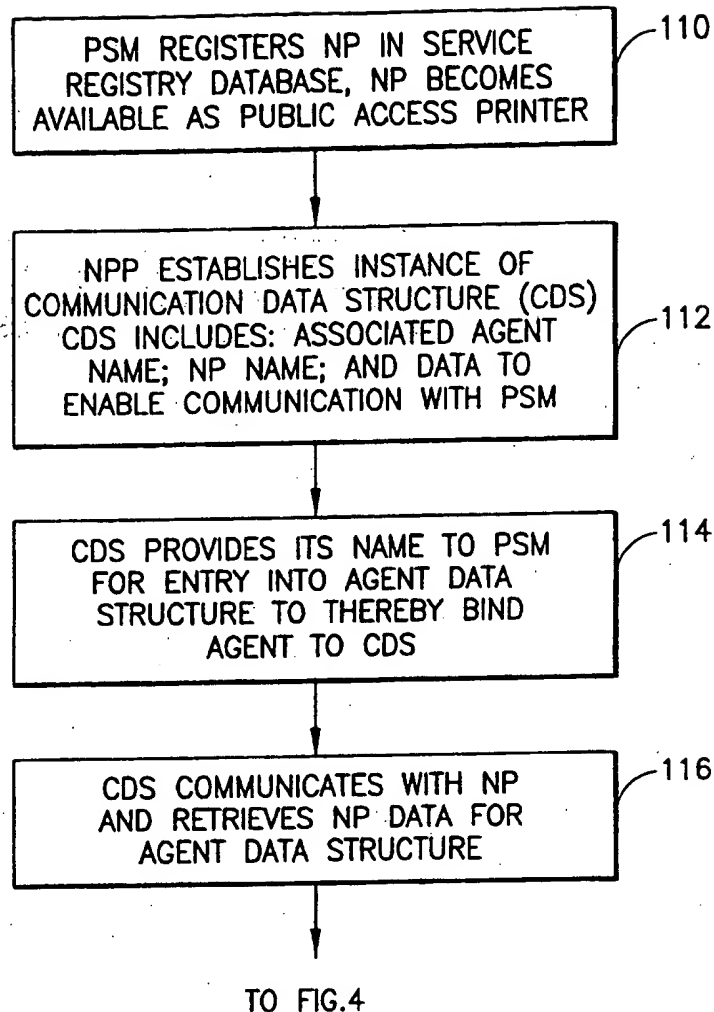 PSM REGISTERS NP IN SERVICE
REGISTRY DATABASE, NP BECOMES
AVAILABLE AS PUBLIC ACCESS PRINTER
110
NPP ESTABLISHES INSTANCE OF
COMMUNICATION DATA STRUCTURE (CDS)
CDS INCLUDES: ASSOCIATED AGENT
NAME; NP NAME; AND DATA TO
ENABLE COMMUNICATION WITH PSM
112
CDS PROVIDES ITS NAME TO PSM
FOR ENTRY INTO AGENT DATA
STRUCTURE TO THEREBY BIND
AGENT TO CDS
114
CDS COMMUNICATES WITH NP
AND RETRIEVES NP DATA FOR
AGENT DATA STRUCTURE
116
TO FIG.4